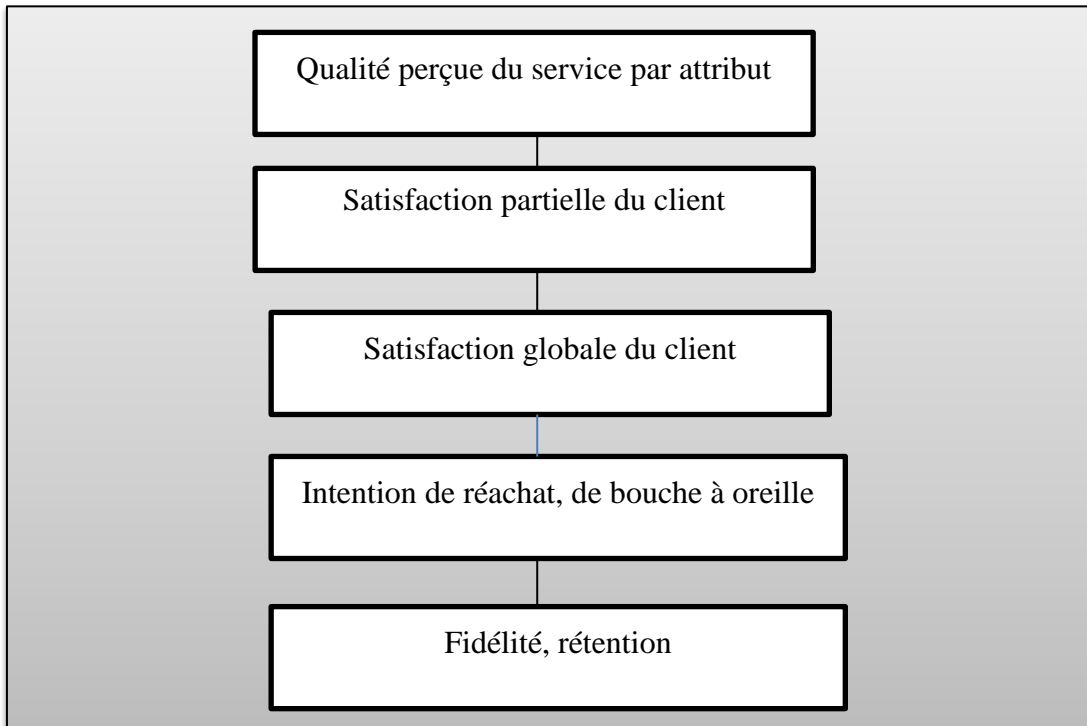 Qualité perçue du service par attribut
Satisfaction partielle du client
Satisfaction globale du client
Intention de réachat, de bouche à oreille
Fidélité, rétention